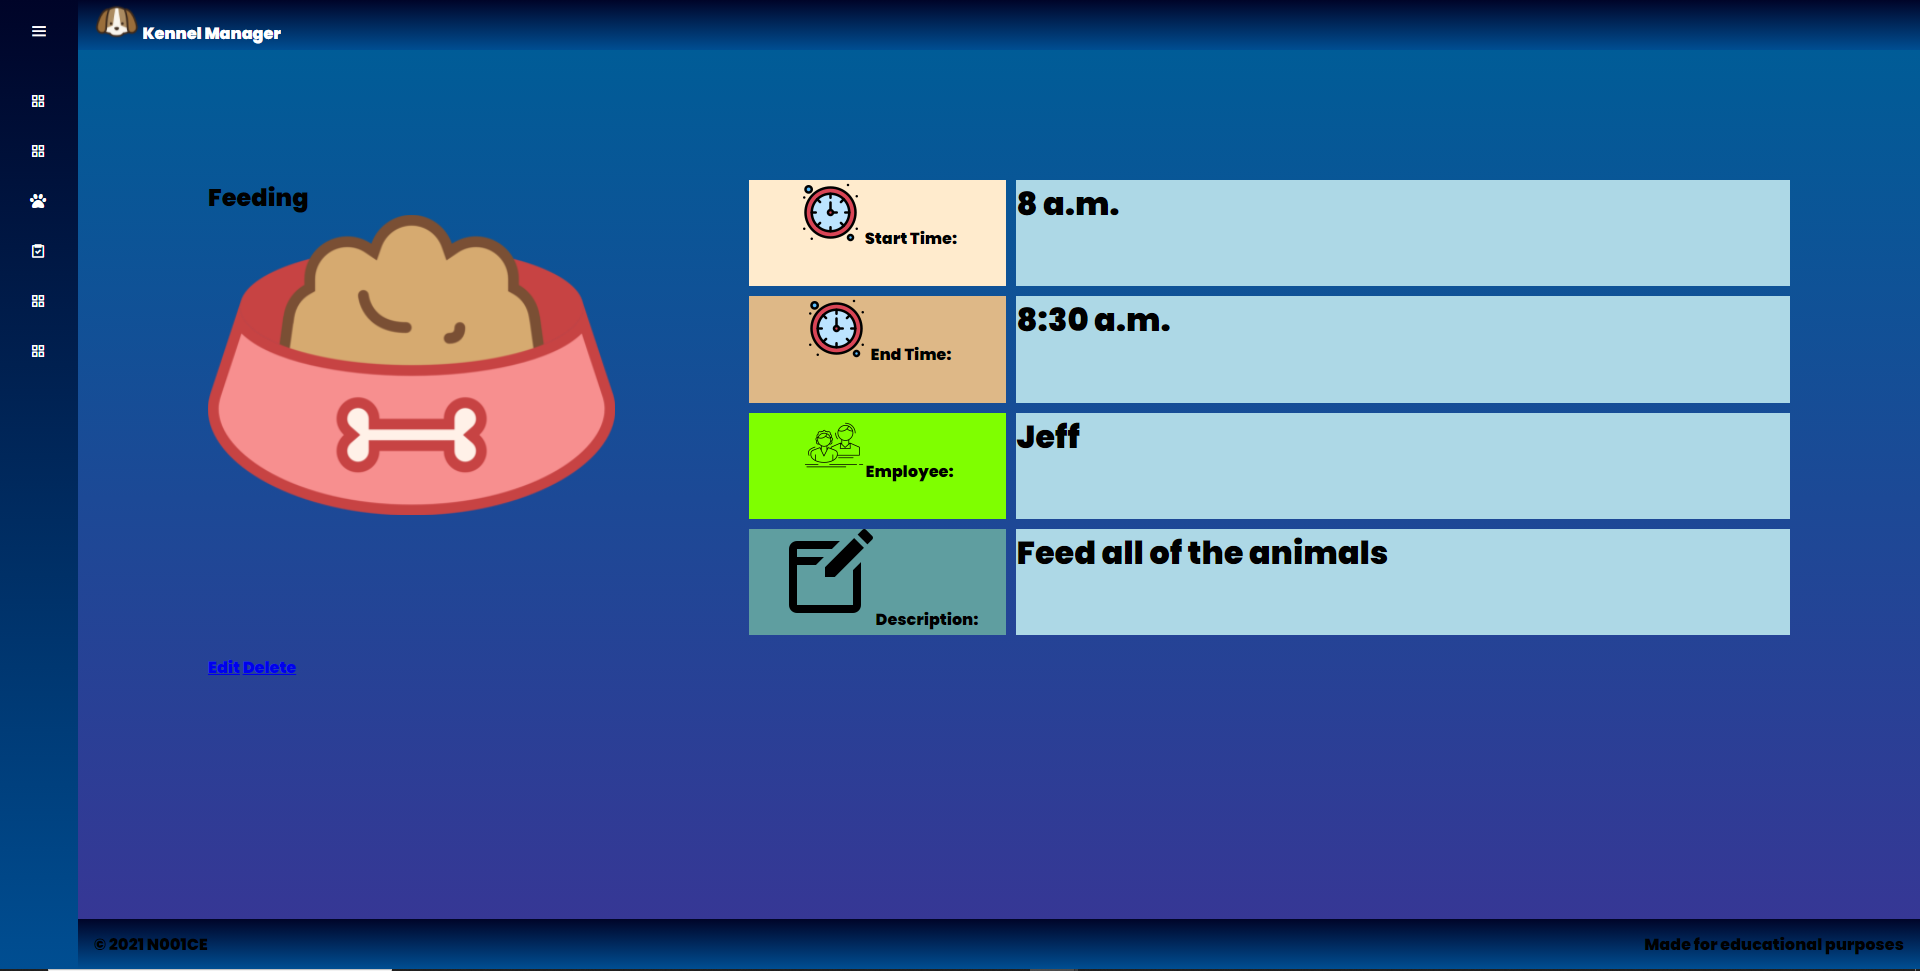 Kennel Manager
Feeding
Start Time:
8 a.m.
End Time:
8:30 a.m.
Employee:
Jeff
Description:
Feed all of the animals
Edit Delete
© 2021 N001CE
Made for educational purposes